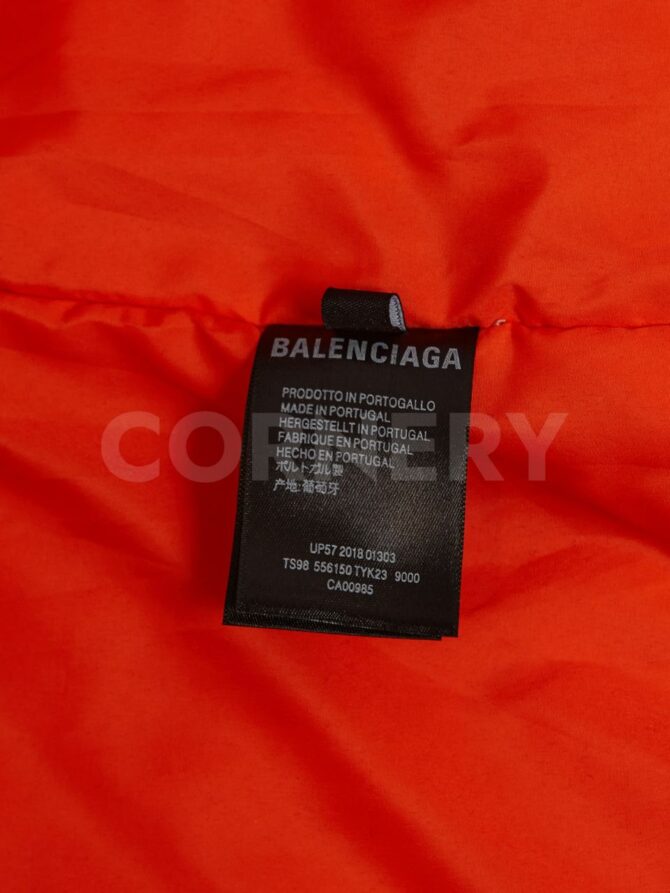 BALENCIAGA
PRODOTTO IN PORTOGALLO
MADE IN PORTUGAL
HERGESTELLT IN PORTUGAL
FABRIQUE EN PORTUGAL
HECHO EN PORTUGAL
ポルトガル製
产地:葡萄牙
CORNERY
UP57 2018 01303
TS98 556150 TYK23 9000
CA00985